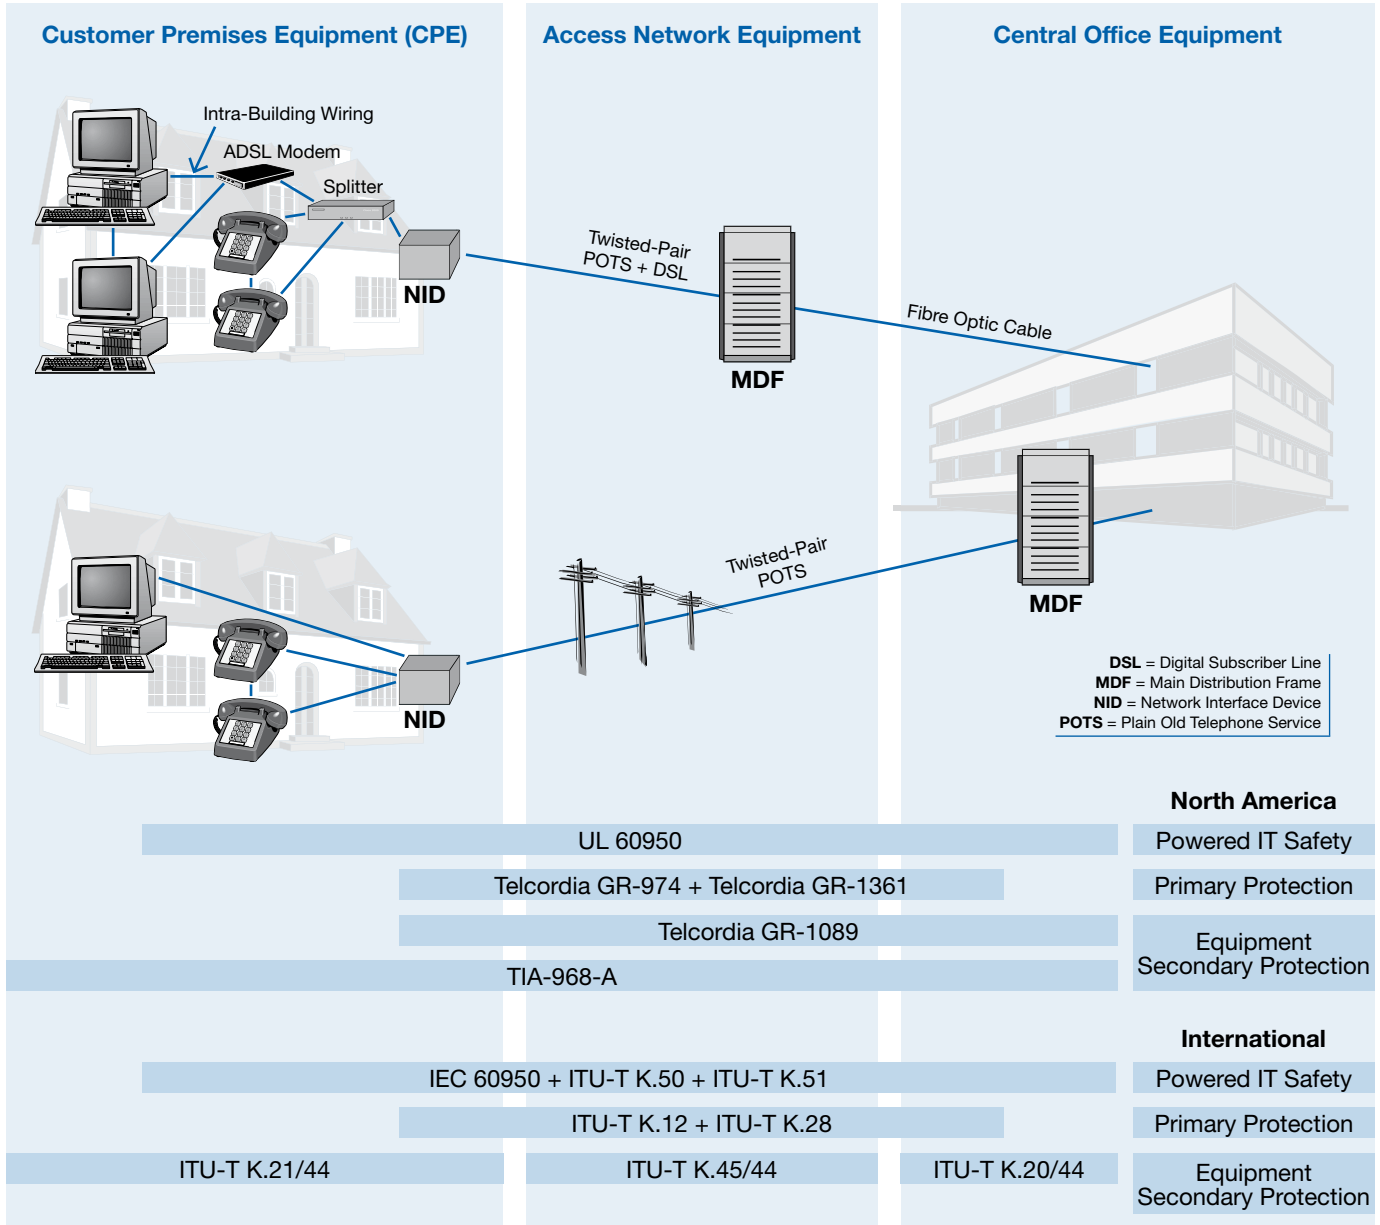 Customer Premises Equipment (CPE)
Access Network Equipment
Central Office Equipment
Intra-Building Wiring
ADSL Modem
Splitter
NID
Twisted-Pair
POTS + DSL
MDF
Fibre Optic Cable
Twisted-Pair
POTS
MDF
NID
DSL = Digital Subscriber Line
MDF = Main Distribution Frame
NID = Network Interface Device
POTS = Plain Old Telephone Service
North America
UL 60950
Powered IT Safety
Telcordia GR-974 + Telcordia GR-1361
Primary Protection
Telcordia GR-1089
TIA-968-A
Equipment
Secondary Protection
International
IEC 60950 + ITU-T K.50 + ITU-T K.51
Powered IT Safety
ITU-T K.12 + ITU-T K.28
Primary Protection
ITU-T K.21/44
ITU-T K.45/44
ITU-T K.20/44
Equipment
Secondary Protection